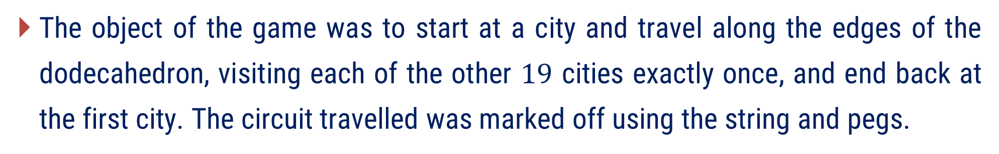 The object of the game was to start at a city and travel along the edges of the
dodecahedron, visiting each of the other 19 cities exactly once, and end back at
the first city. The circuit travelled was marked off using the string and pegs.